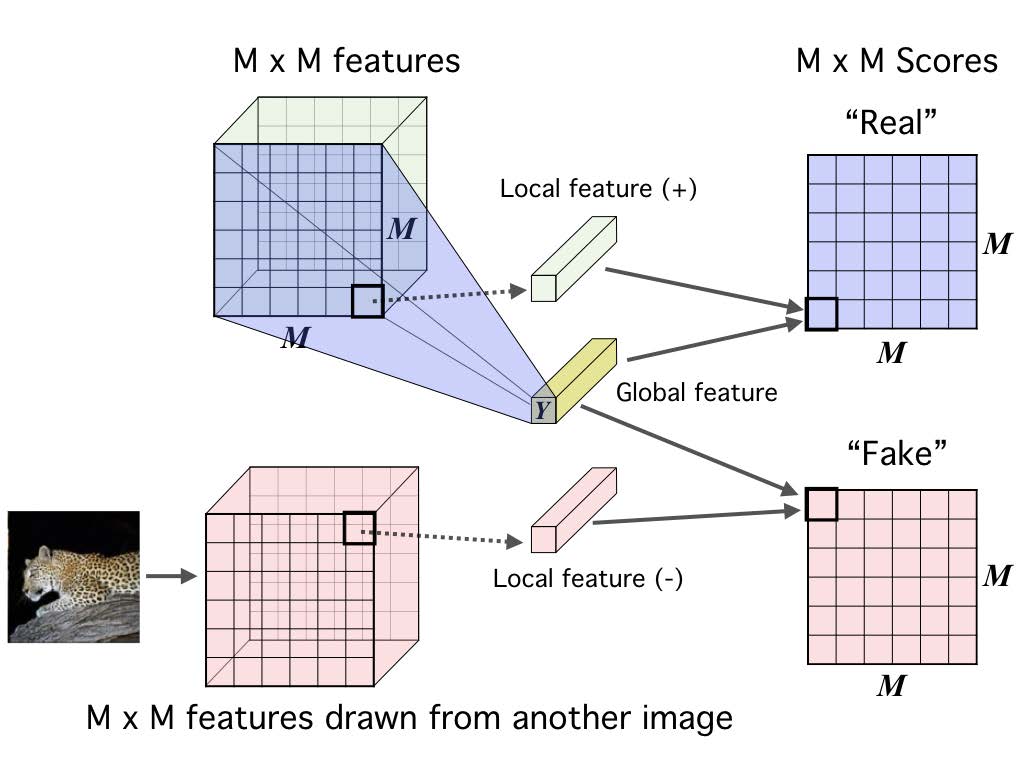 M x M features
M x M Scores
“Real”
Local feature (+)
M
M
M
M
Y
Global feature
“Fake”
Local feature (-)
M
M
M x M features drawn from another image